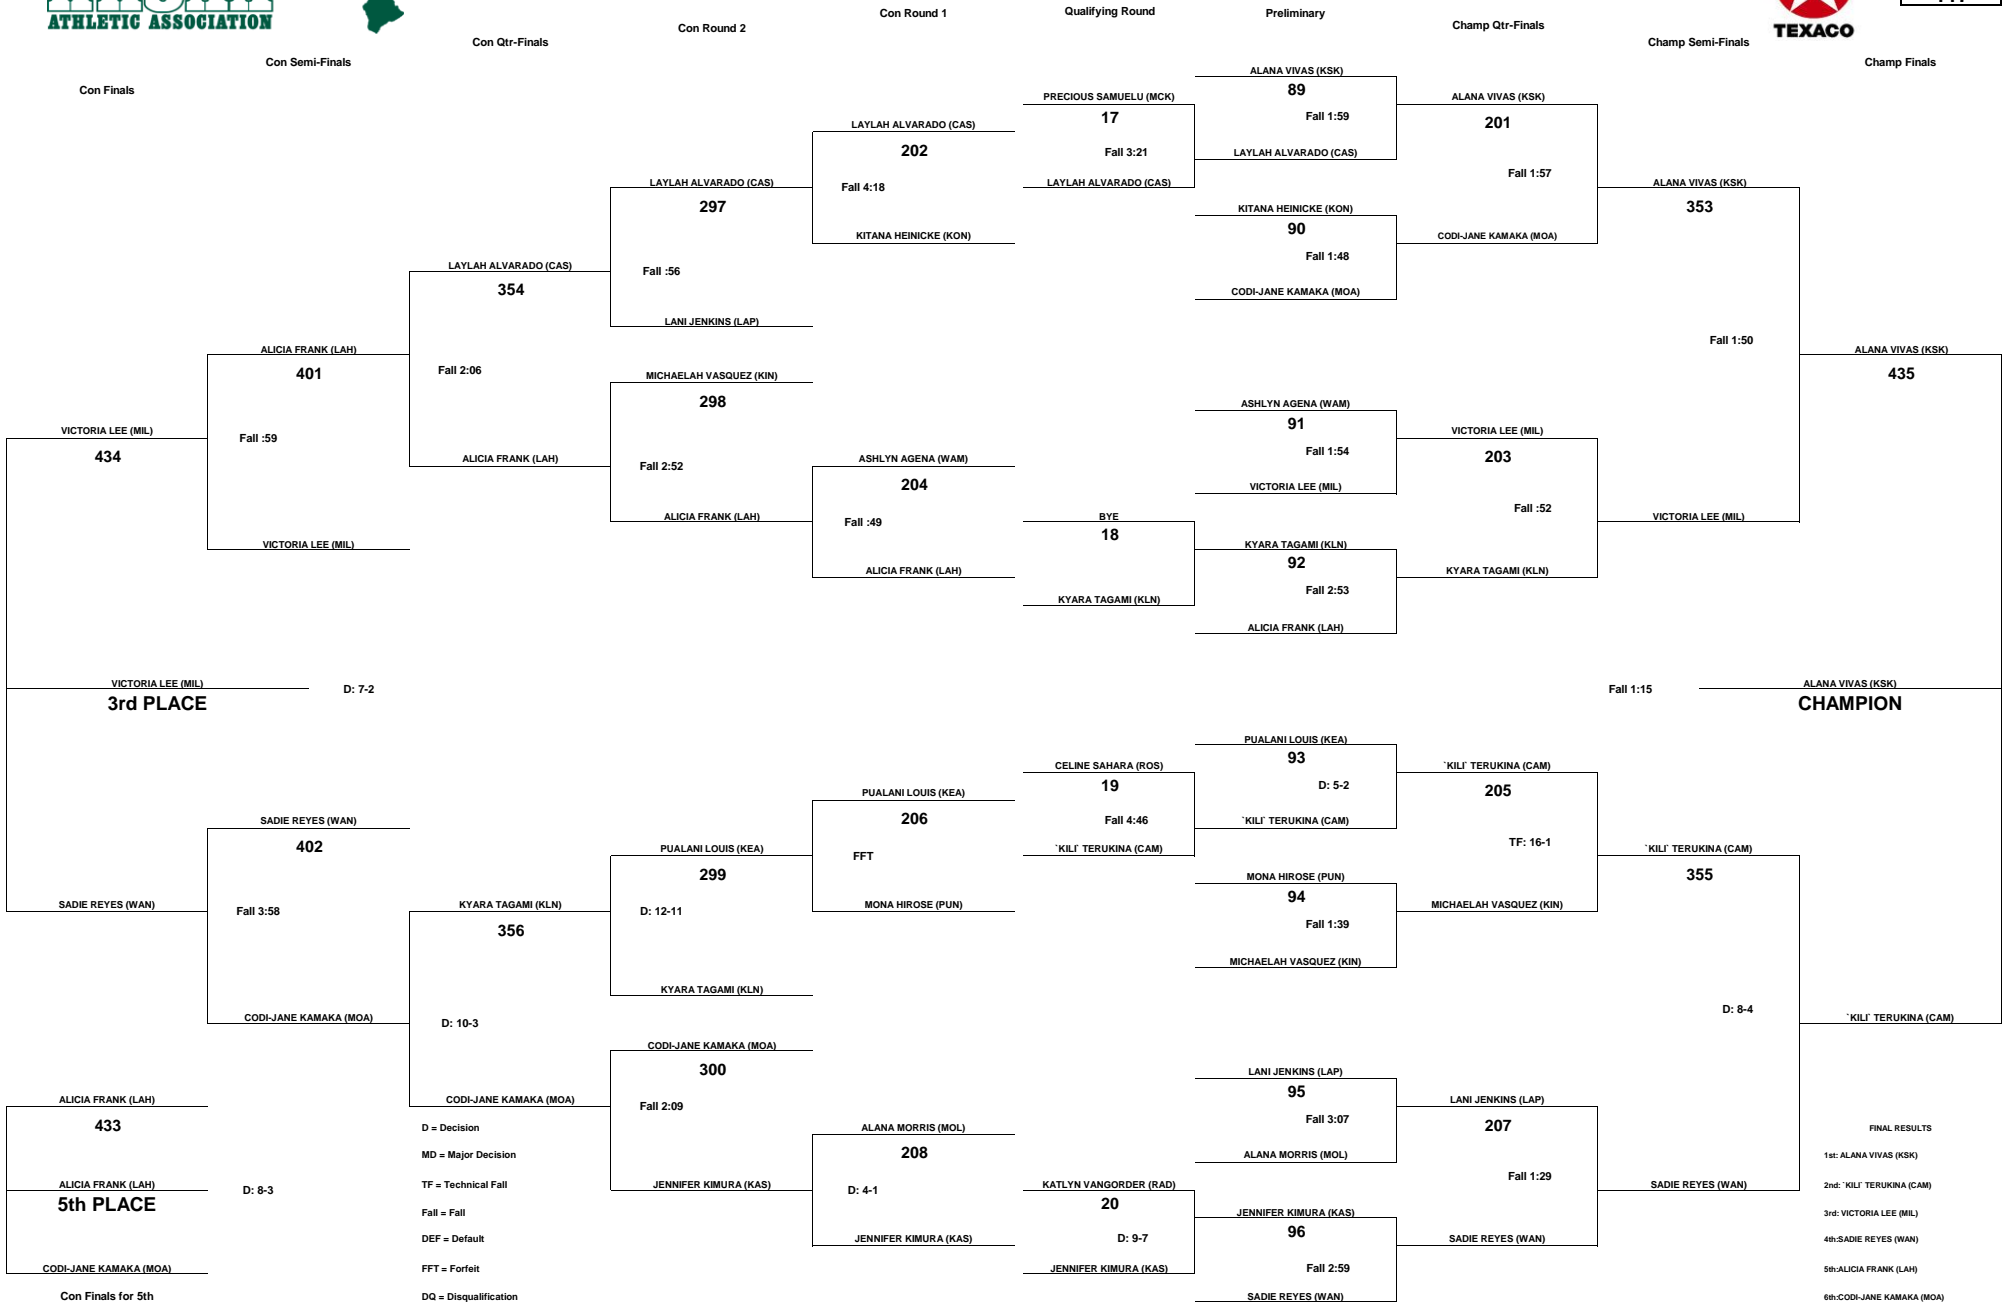 ATHLETIC ASSOCIATION
TEXACO
Con Finals
Con Semi-Finals
Con Qtr-Finals
Con Round 2
Con Round 1
Qualifying Round
Preliminary
Champ Qtr-Finals
Champ Semi-Finals
Champ Finals
VICTORIA LEE (MIL)
434
VICTORIA LEE (MIL)
3rd PLACE
D: 7-2
SADIE REYES (WAN)
ALICIA FRANK (LAH)
433
ALICIA FRANK (LAH)
5th PLACE
D: 8-3
CODI-JANE KAMAKA (MOA)
Con Finals for 5th
ALICIA FRANK (LAH)
401
Fall :59
VICTORIA LEE (MIL)
SADIE REYES (WAN)
402
Fall 3:58
CODI-JANE KAMAKA (MOA)
LAYLAH ALVARADO (CAS)
354
Fall 2:06
ALICIA FRANK (LAH)
KYARA TAGAMI (KLN)
356
D: 10-3
CODI-JANE KAMAKA (MOA)
D = Decision
MD = Major Decision
TF = Technical Fall
Fall = Fall
DEF = Default
FFT = Forfeit
DQ = Disqualification
LAYLAH ALVARADO (CAS)
297
Fall :56
LANI JENKINS (LAP)
MICHAELAH VASQUEZ (KIN)
298
Fall 2:52
ALICIA FRANK (LAH)
PUALANI LOUIS (KEA)
299
D: 12-11
KYARA TAGAMI (KLN)
CODI-JANE KAMAKA (MOA)
300
Fall 2:09
JENNIFER KIMURA (KAS)
LAYLAH ALVARADO (CAS)
202
Fall 4:18
KITANA HEINICKE (KON)
ASHLYN AGENA (WAM)
204
Fall :49
ALICIA FRANK (LAH)
PUALANI LOUIS (KEA)
206
FFT
MONA HIROSE (PUN)
ALANA MORRIS (MOL)
208
D: 4-1
JENNIFER KIMURA (KAS)
PRECIOUS SAMUELU (MCK)
17
Fall 3:21
LAYLAH ALVARADO (CAS)
BYE
18
KYARA TAGAMI (KLN)
CELINE SAHARA (ROS)
19
Fall 4:46
`KILI` TERUKINA (CAM)
KATLYN VANGORDER (RAD)
20
D: 9-7
JENNIFER KIMURA (KAS)
ALANA VIVAS (KSK)
89
Fall 1:59
LAYLAH ALVARADO (CAS)
KITANA HEINICKE (KON)
90
Fall 1:48
CODI-JANE KAMAKA (MOA)
ASHLYN AGENA (WAM)
91
Fall 1:54
VICTORIA LEE (MIL)
KYARA TAGAMI (KLN)
92
Fall 2:53
ALICIA FRANK (LAH)
PUALANI LOUIS (KEA)
93
D: 5-2
`KILI` TERUKINA (CAM)
MONA HIROSE (PUN)
94
Fall 1:39
MICHAELAH VASQUEZ (KIN)
LANI JENKINS (LAP)
95
Fall 3:07
ALANA MORRIS (MOL)
JENNIFER KIMURA (KAS)
96
Fall 2:59
SADIE REYES (WAN)
ALANA VIVAS (KSK)
201
Fall 1:57
CODI-JANE KAMAKA (MOA)
VICTORIA LEE (MIL)
203
Fall :52
KYARA TAGAMI (KLN)
`KILI` TERUKINA (CAM)
205
TF: 16-1
MICHAELAH VASQUEZ (KIN)
LANI JENKINS (LAP)
207
Fall 1:29
SADIE REYES (WAN)
ALANA VIVAS (KSK)
353
Fall 1:50
VICTORIA LEE (MIL)
`KILI` TERUKINA (CAM)
355
D: 8-4
SADIE REYES (WAN)
ALANA VIVAS (KSK)
435
Fall 1:15
ALANA VIVAS (KSK)
CHAMPION
`KILI` TERUKINA (CAM)
FINAL RESULTS
1st: ALANA VIVAS (KSK)
2nd: `KILI` TERUKINA (CAM)
3rd: VICTORIA LEE (MIL)
4th:SADIE REYES (WAN)
5th:ALICIA FRANK (LAH)
6th:CODI-JANE KAMAKA (MOA)